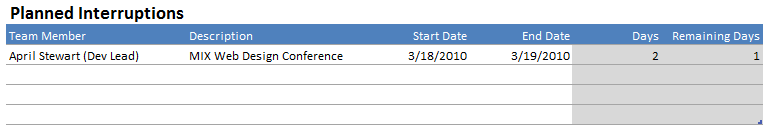 Planned Interruptions
Team Member Description Start Date End Date Days Remaining Days
April Stewart (Dev Lead) MIX Web Design Conference 3/18/2010 3/19/2010 2 1